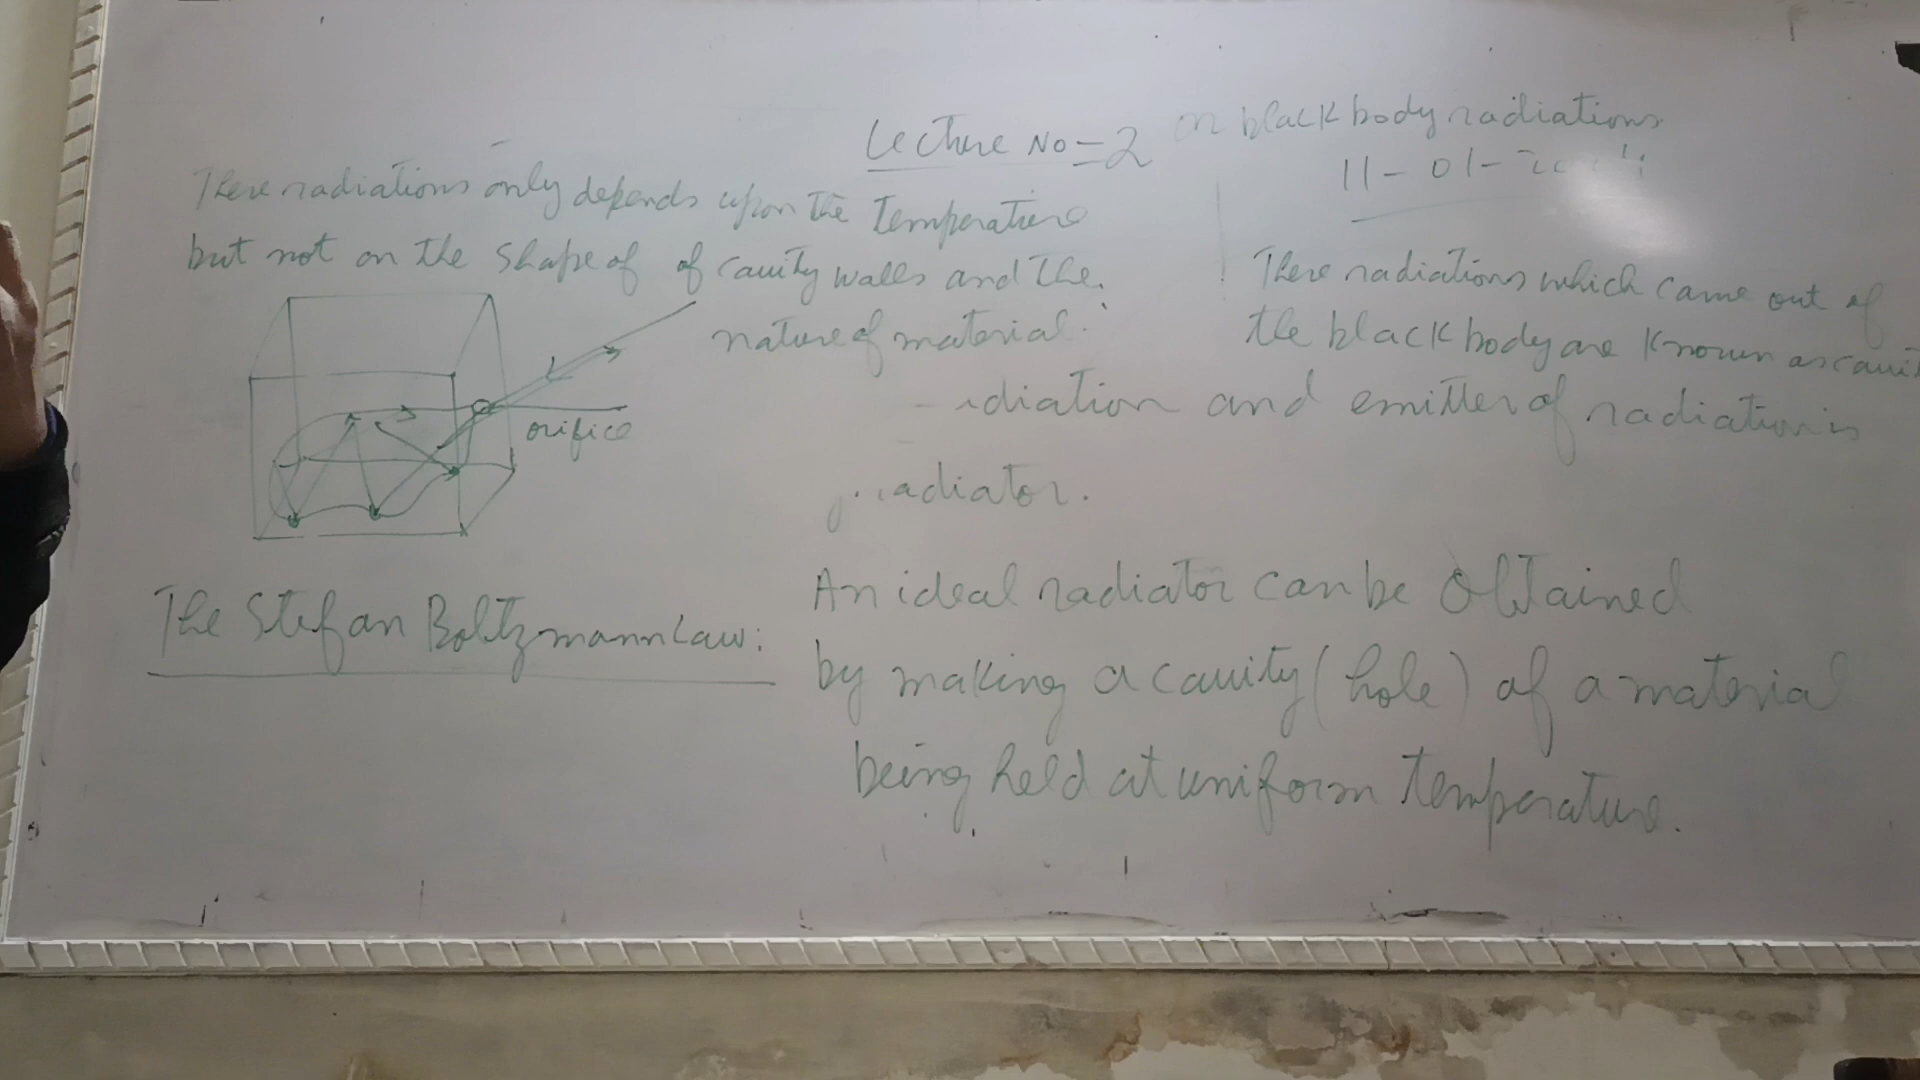 Lecture No = 2 on black body radiations
11-01-
These radiations only depends upon the Temperature
but not on the shape of of cavity walls and the
nature of material.
orifice
The Stefan Boltzmann Law:
These radiations which came out of
the black body are known as cavit
adiation and emitter of radiation is
radiator.
An ideal radiator can be obtained
by making a cavity (hole) of a material
being held at uniform temperature.